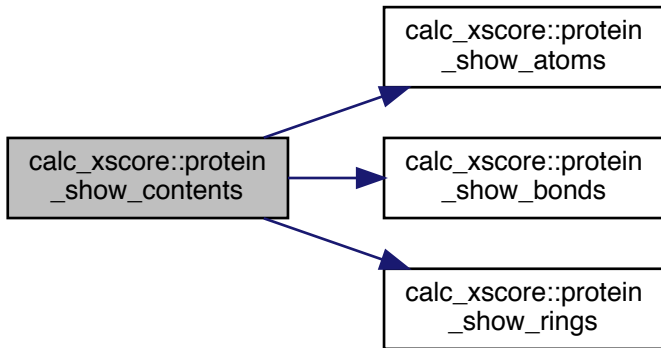 calc_xscore::protein
_show_atoms
calc_xscore::protein
_show_contents
calc_xscore::protein
_show_bonds
calc_xscore::protein
_show_rings